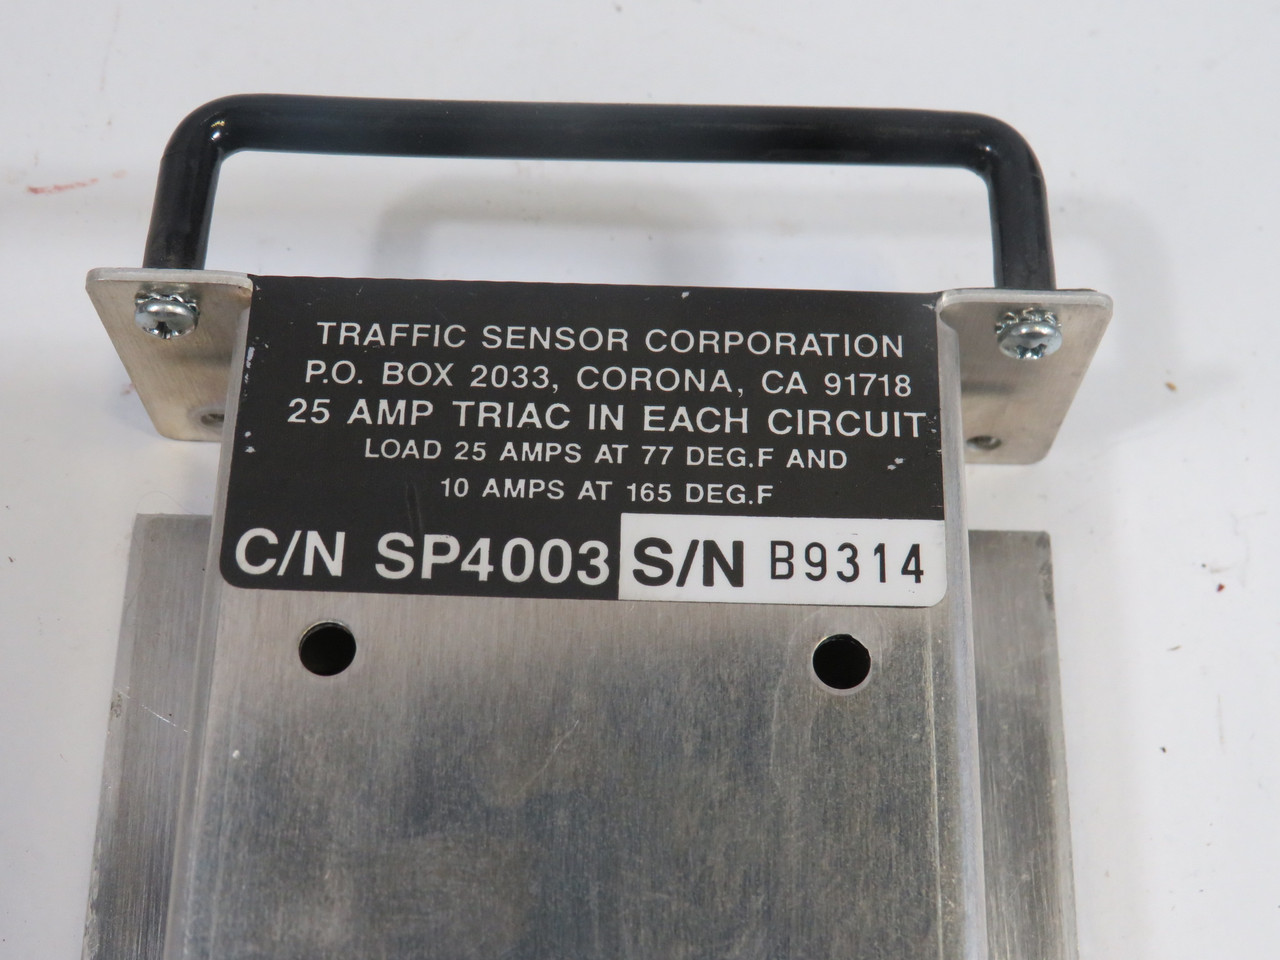 TRAFFIC SENSOR CORPORATION
P.O. BOX 2033, CORONA, CA 91718
25 AMP TRIAC IN EACH CIRCUIT
LOAD 25 AMPS AT 77 DEG.F AND
10 AMPS AT 165 DEG.F
C/N SP4003 S/N B9314